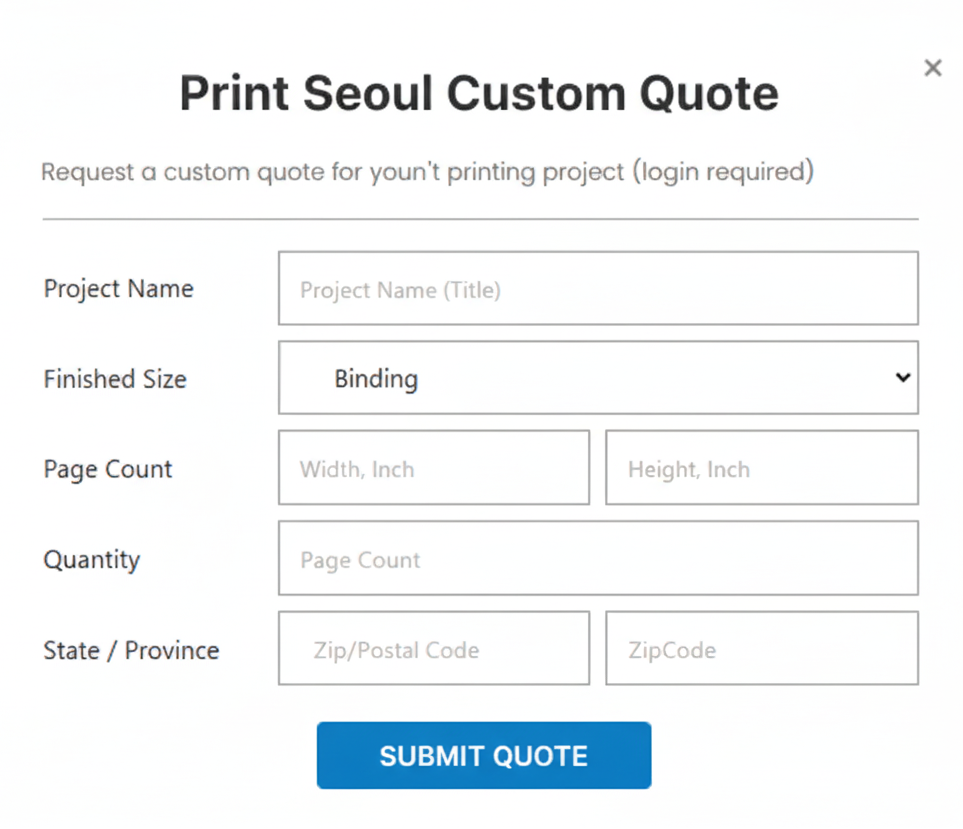 Print Seoul Custom Quote
Request a custom quote for youn't printing project (login required)
Project Name Project Name (Title)
Finished Size Binding
Page Count Width, Inch Height, Inch
Quantity Page Count
State / Province Zip/Postal Code ZipCode
SUBMIT QUOTE